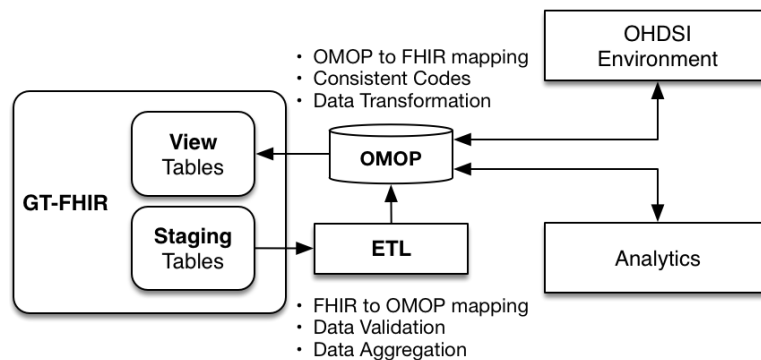 OHDSI
Environment
• OMOP to FHIR mapping
• Consistent Codes
• Data Transformation
View
Tables
OMOP
GT-FHIR
Staging
Tables
ETL
Analytics
• FHIR to OMOP mapping
• Data Validation
• Data Aggregation